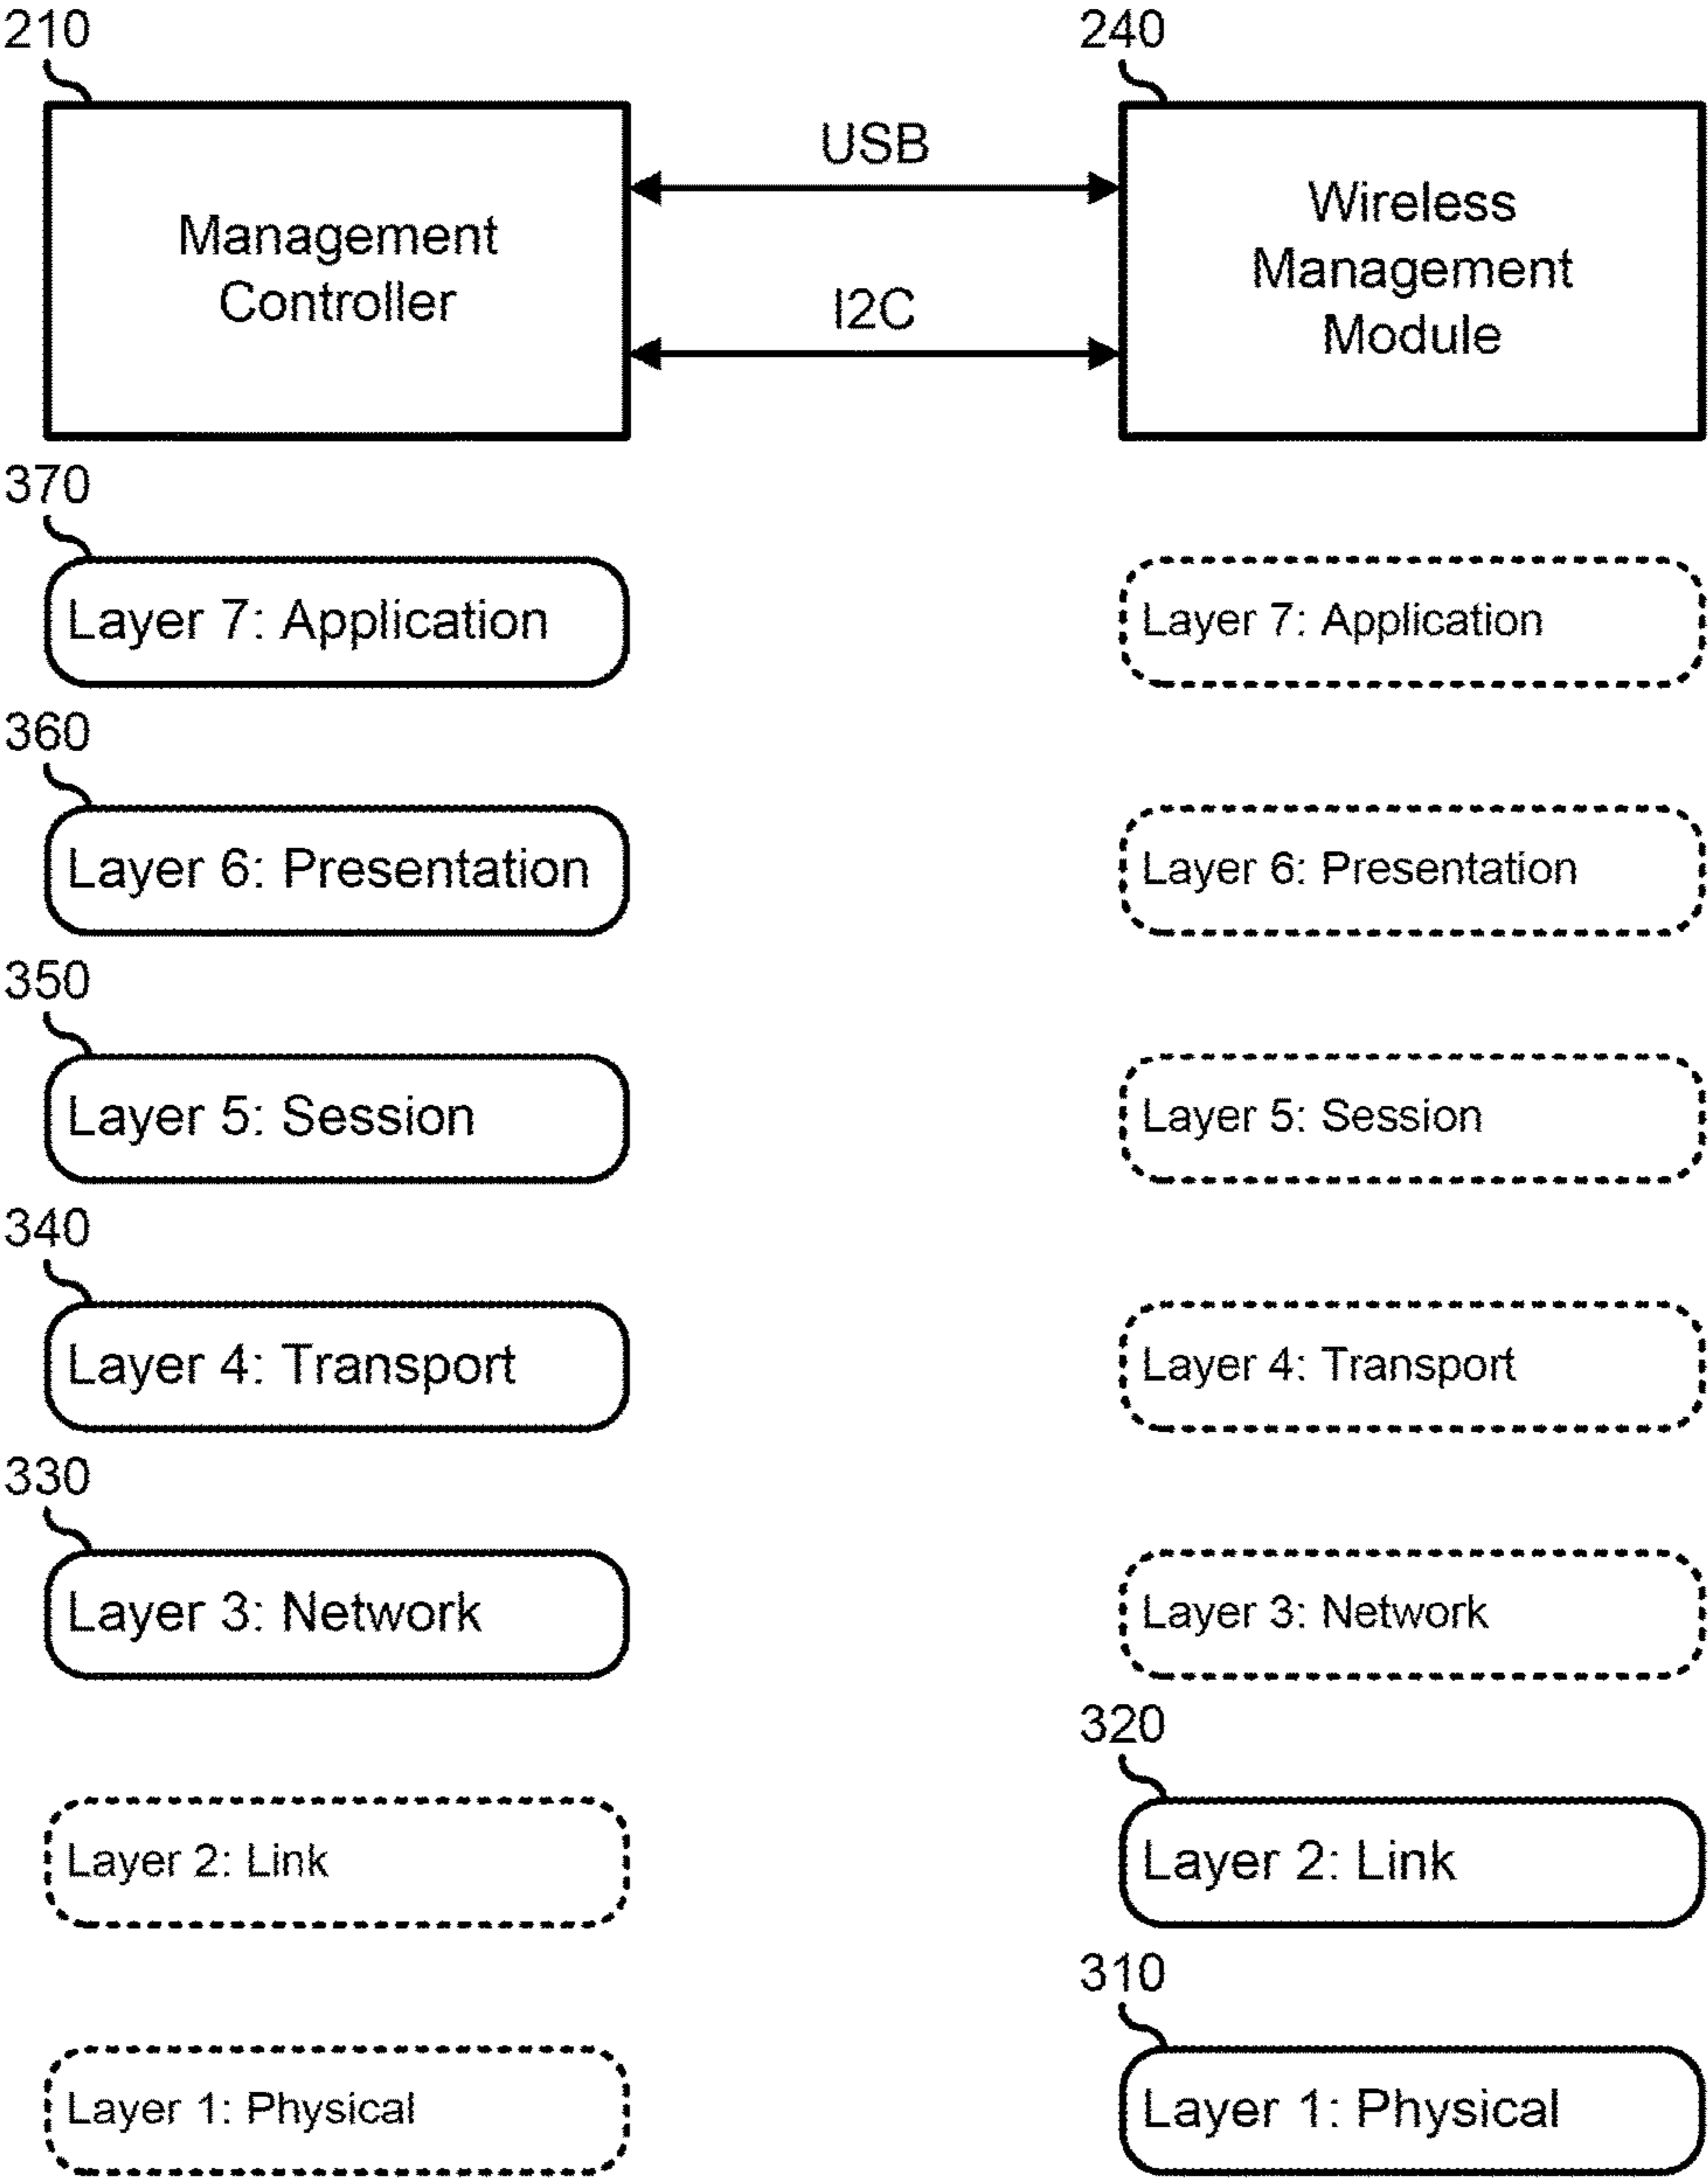 210
240
Management
Controller
USB
I2C
Wireless
Management
Module
370
Layer 7: Application
Layer 7: Application
360
Layer 6: Presentation
Layer 6: Presentation
350
Layer 5: Session
Layer 5: Session
340
Layer 4: Transport
Layer 4: Transport
330
Layer 3: Network
Layer 3: Network
320
Layer 2: Link
Layer 2: Link
310
Layer 1: Physical
Layer 1: Physical